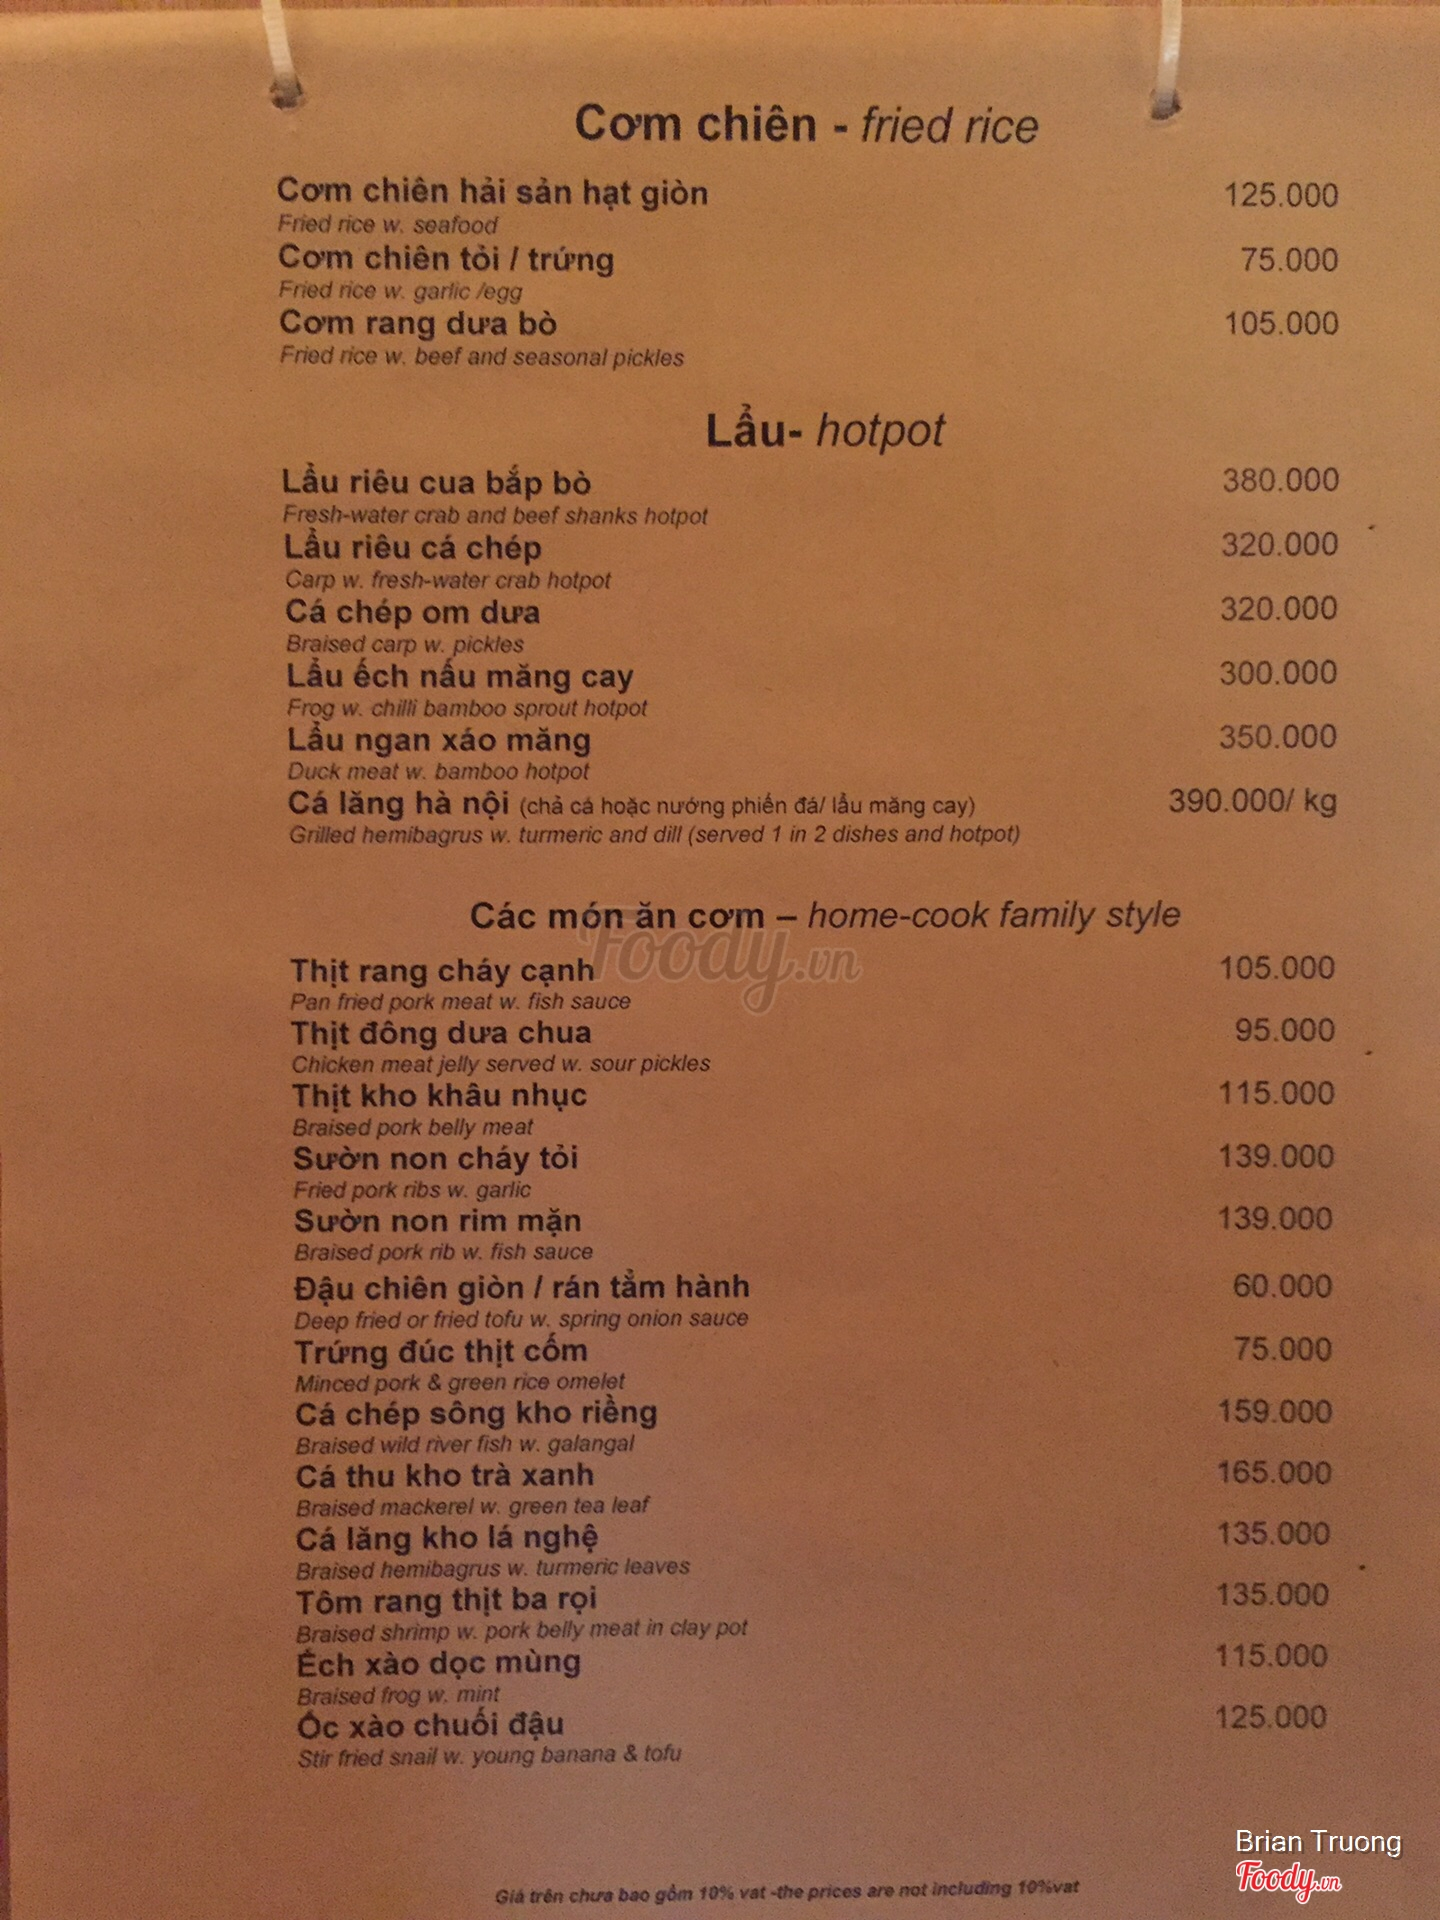 Cơm chiên - fried rice
Cơm chiên hải sản hạt giòn 125.000
Fried rice w. seafood
Cơm chiên tỏi / trứng 75.000
Fried rice w. garlic /egg
Cơm rang dưa bò 105.000
Fried rice w. beef and seasonal pickles
Lẩu- hotpot
Lẩu riêu cua bắp bò 380.000
Fresh-water crab and beef shanks hotpot
Lẩu riêu cá chép 320.000
Carp w. fresh-water crab hotpot
Cá chép om dưa 320.000
Braised carp w. pickles
Lẩu ếch nấu măng cay 300.000
Frog w. chilli bamboo sprout hotpot
Lẩu ngan xáo măng 350.000
Duck meat w. bamboo hotpot
Cá lăng hà nội (chả cá hoặc nướng phiến đá/ lẩu măng cay) 390.000/ kg
Grilled hemibagrus w. turmeric and dill (served 1 in 2 dishes and hotpot)
Các món ăn cơm – home-cook family style
Foody.vn
Thịt rang cháy cạnh 105.000
Pan fried pork meat w. fish sauce
Thịt đông dưa chua 95.000
Chicken meat jelly served w. sour pickles
Thịt kho khâu nhục 115.000
Braised pork belly meat
Sườn non cháy tỏi 139.000
Fried pork ribs w. garlic
Sườn non rim mặn 139.000
Braised pork rib w. fish sauce
Đậu chiên giòn / rán tẩm hành 60.000
Deep fried or fried tofu w. spring onion sauce
Trứng đúc thịt cốm 75.000
Minced pork & green rice omelet
Cá chép sông kho riềng 159.000
Braised wild river fish w. galangal
Cá thu kho trà xanh 165.000
Braised mackerel w. green tea leaf
Cá lăng kho lá nghệ 135.000
Braised hemibagrus w. turmeric leaves
Tôm rang thịt ba rọi 135.000
Braised shrimp w. pork belly meat in clay pot
Ếch xào dọc mùng 115.000
Braised frog w. mint
Ốc xào chuối đậu 125.000
Stir fried snail w. young banana & tofu
Brian Truong
Foody.vn
Giá trên chưa bao gồm 10% vat -the prices are not including 10%vat